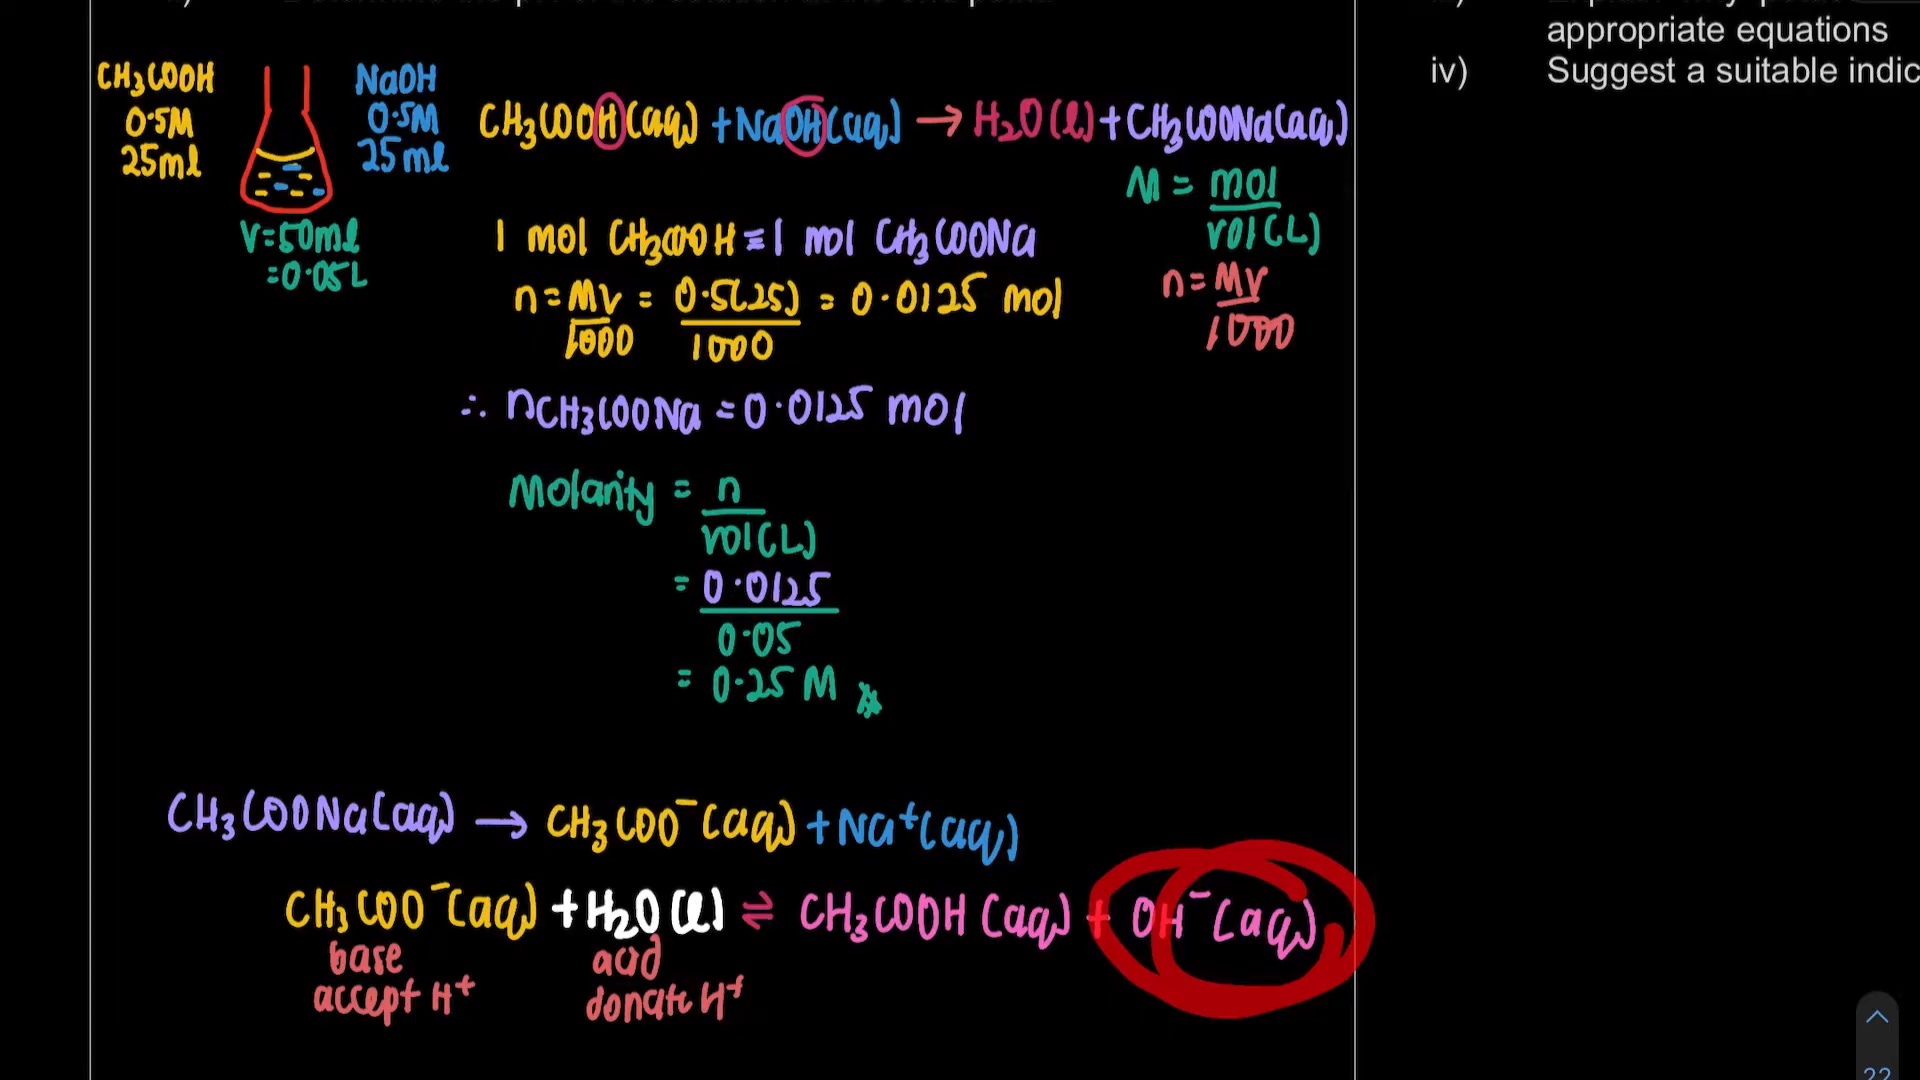 appropriate equations
iv) Suggest a suitable indic
CH₃COOH
0.5M
25ml
NaOH
0.5M
25ml
V=50ml
=0.05L
CH₃COOH(aq) + NaOH(aq) → H₂O(l) + CH₃COONa(aq)
M = mol
vol(L)
n = MV
1000
1 mol CH₃COOH ≡ 1 mol CH₃COONa
n = MV = 0.5(25) = 0.0125 mol
1000 1000
∴ nCH₃COONa = 0.0125 mol
Molarity = n
vol(L)
= 0.0125
0.05
= 0.25 M
CH₃COONa(aq) → CH₃COO⁻(aq) + Na⁺(aq)
CH₃COO⁻(aq) + H₂O(l) ⇌ CH₃COOH(aq) + OH⁻(aq)
base acid
accept H⁺ donate H⁺